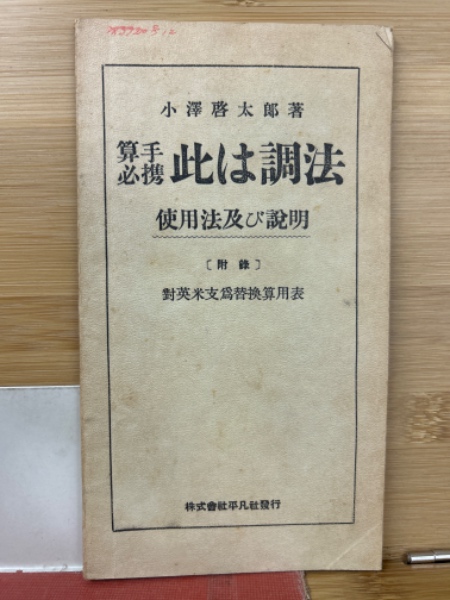 小澤啓太郎著
算手必携 此は調法
使用法及び說明
〔附錄〕
對英米支爲替換算用表
株式會社平凡社發行